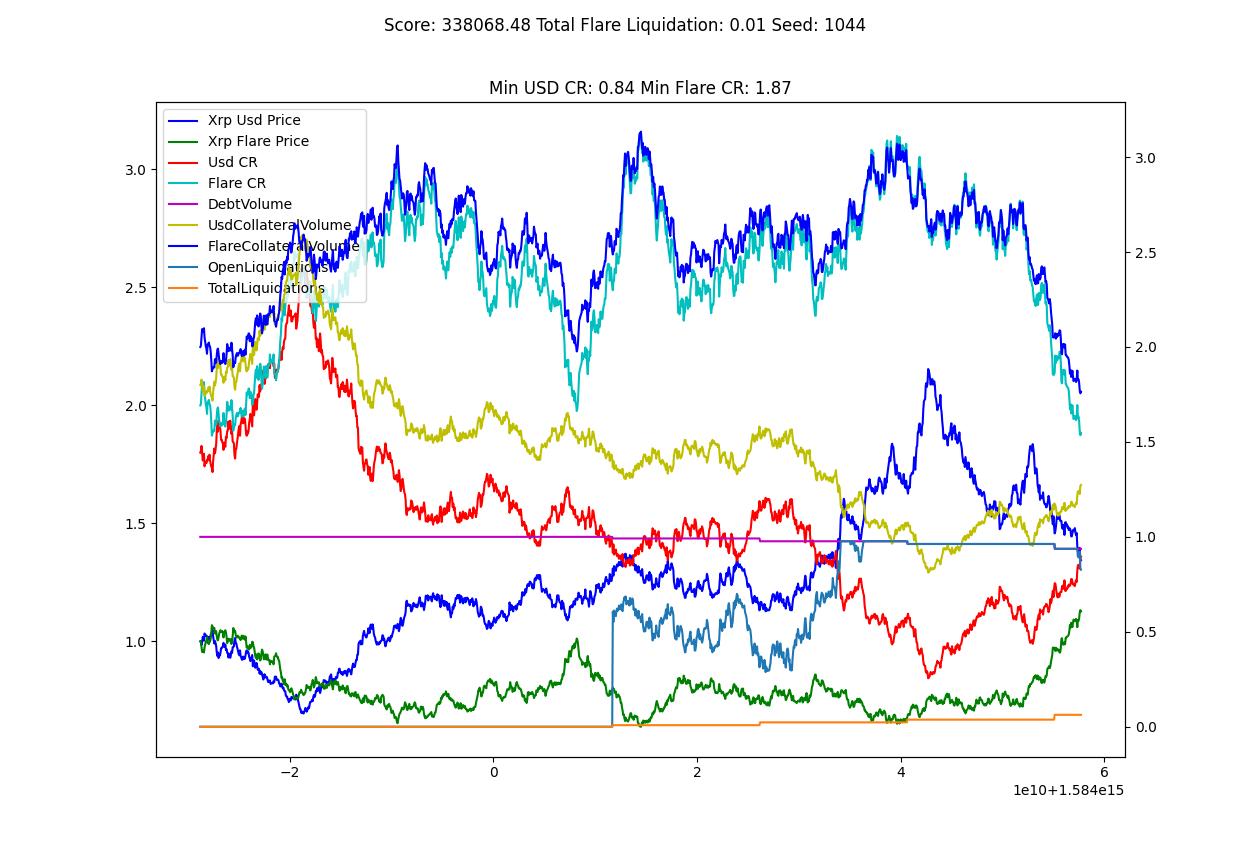 Score: 338068.48 Total Flare Liquidation: 0.01 Seed: 1044
Min USD CR: 0.84 Min Flare CR: 1.87
Xrp Usd Price
Xrp Flare Price
Usd CR
Flare CR
DebtVolume
UsdCollateralVolume
FlareCollateralVolume
OpenLiquidations
TotalLiquidations
3.0
2.5
2.0
1.5
1.0
3.0
2.5
2.0
1.5
1.0
0.5
0.0
−2
0
2
4
6
1e10+1.584e15